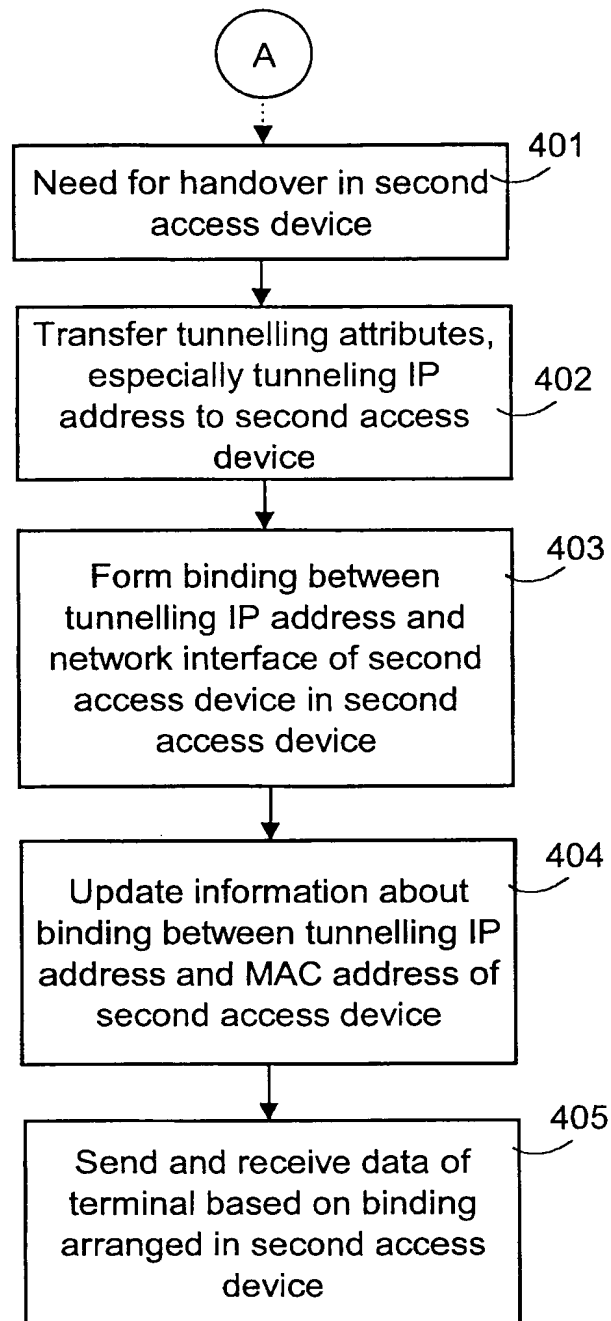 A
401
Need for handover in second
access device
Transfer tunnelling attributes,
especially tunneling IP
address to second access
device
402
403
Form binding between
tunnelling IP address and
network interface of second
access device in second
access device
404
Update information about
binding between tunnelling IP
address and MAC address of
second access device
405
Send and receive data of
terminal based on binding
arranged in second access
device